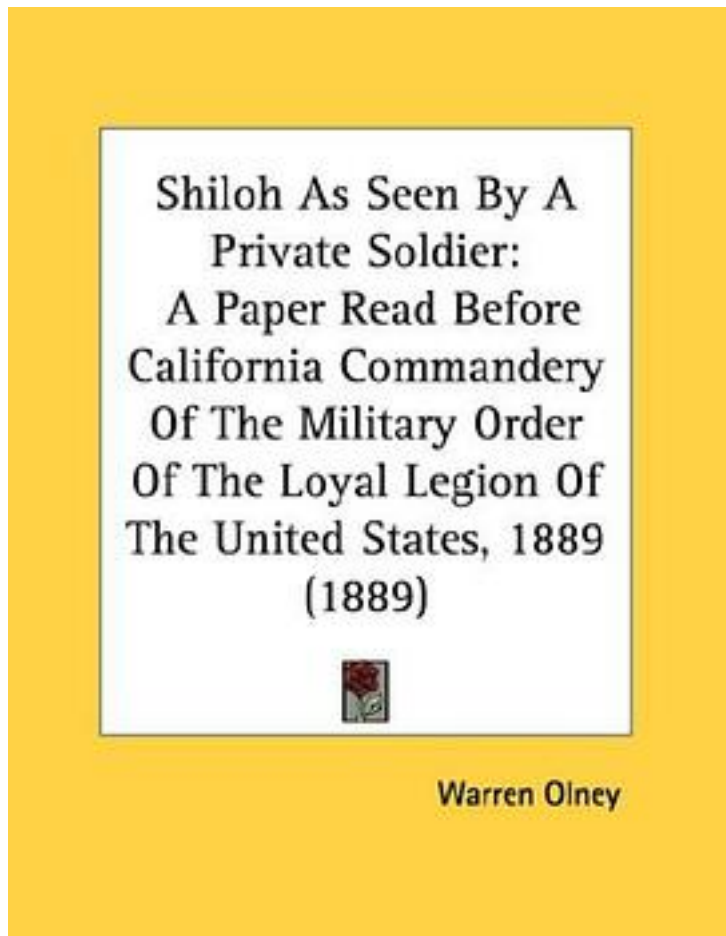 Shiloh As Seen By A
Private Soldier:
A Paper Read Before
California Commandery
Of The Military Order
Of The Loyal Legion Of
The United States, 1889
(1889)
Warren Olney